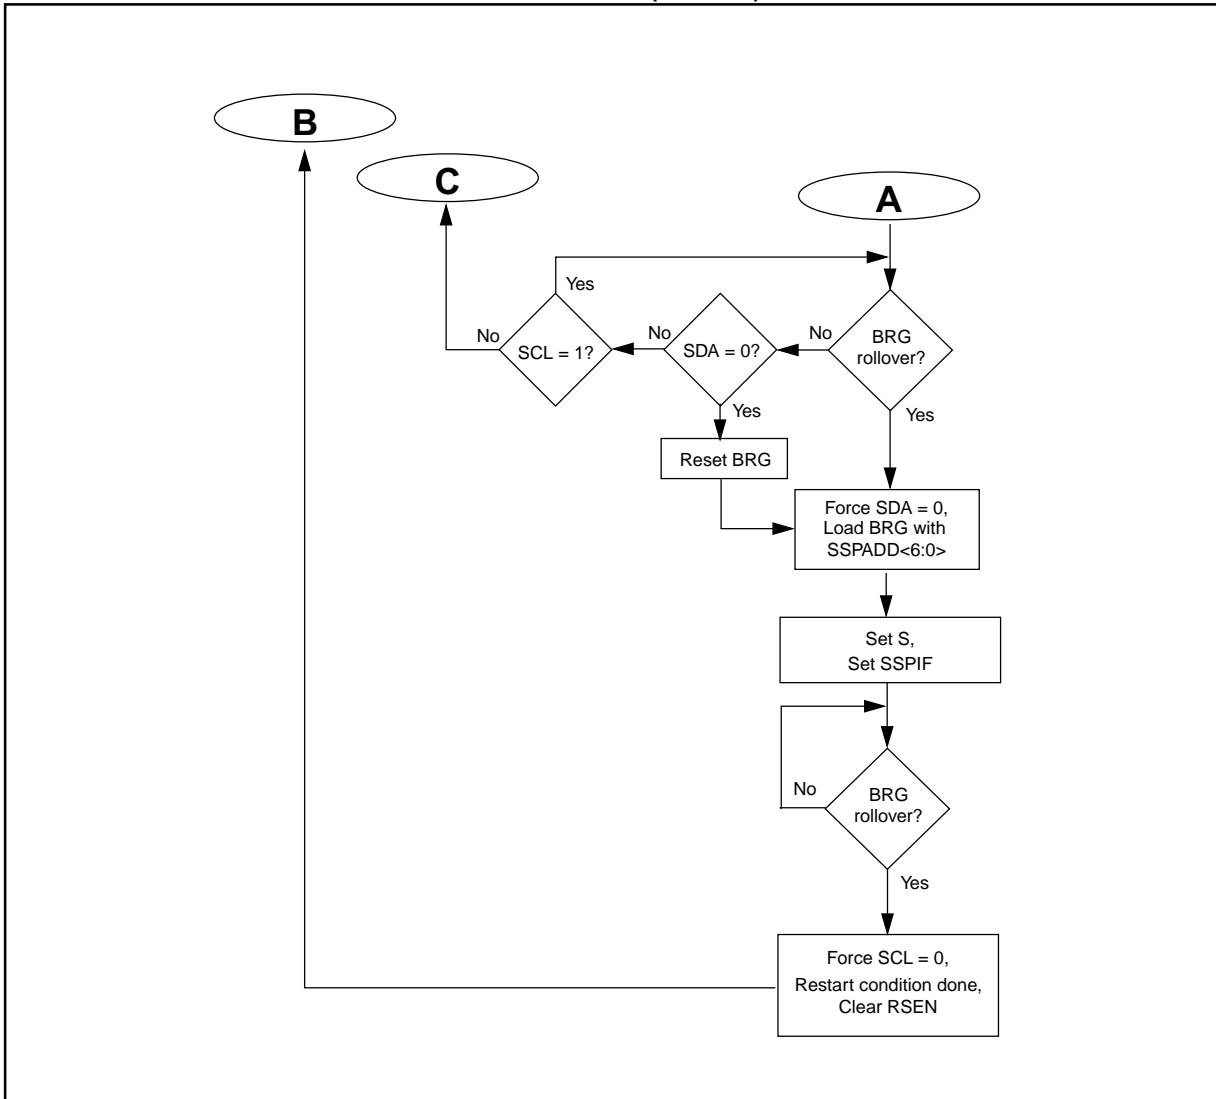 B
C
A
Yes
No
SCL = 1?
No
SDA = 0?
No
BRG
rollover?
Yes
Yes
Reset BRG
Force SDA = 0,
Load BRG with
SSPADD<6:0>
Set S,
Set SSPIF
No
BRG
rollover?
Yes
Force SCL = 0,
Restart condition done,
Clear RSEN